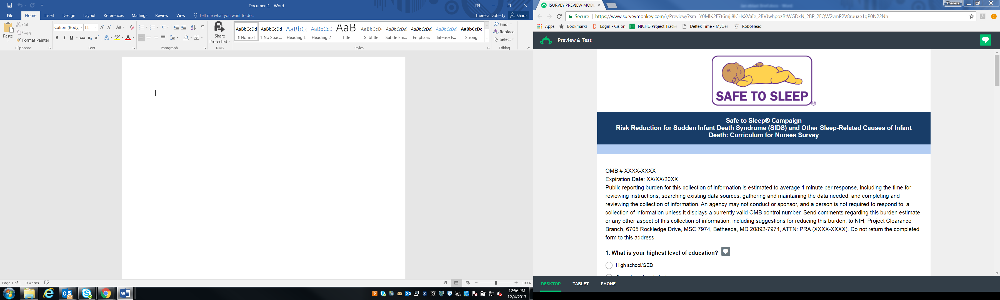 Document1 - Word
File
Home
Insert
Design
Layout
References
Mailings
Review
View
Tell me what you want to do...
Theresa Doherty
Share
Paste
Cut
Copy
Format Painter
Clipboard
Calibri (Body)
11
Font
Paragraph
Share
Protected
RMS
AaBbCcDd
¶ Normal
AaBbCcDd
¶ No Spac...
AaBbC
Heading 1
AaBbCc
Heading 2
AaB
Title
AaBbCcD
Subtitle
AaBbCcDd
Subtle Em...
AaBbCcDd
Emphasis
AaBbCcDd
Intense E...
AaBbCcDc
Strong
Styles
Find
Replace
Select
Editing
Page 1 of 1
0 words
100%
12:56 PM
12/4/2017
[SURVEY PREVIEW MOD
Theresa
Secure
https://www.surveymonkey.com/r/Preview/?sm=Y0MIK2F7t6mji8lCHsXVaIe_2BVJwhpozRtWGDkN_2BP_2FQW2vmP2V8ruuae1gP0N22Nh
Apps
Bookmarks
Login - Cision
NICHD Project Tracke
Deltek Time - MyDes
RoboHead
Preview & Test
SAFE TO SLEEP®
Safe to Sleep® Campaign
Risk Reduction for Sudden Infant Death Syndrome (SIDS) and Other Sleep-Related Causes of Infant
Death: Curriculum for Nurses Survey
OMB # XXXX-XXXX
Expiration Date: XX/XX/20XX
Public reporting burden for this collection of information is estimated to average 1 minute per response, including the time for
reviewing instructions, searching existing data sources, gathering and maintaining the data needed, and completing and
reviewing the collection of information. An agency may not conduct or sponsor, and a person is not required to respond to, a
collection of information unless it displays a currently valid OMB control number. Send comments regarding this burden estimate
or any other aspect of this collection of information, including suggestions for reducing this burden, to NIH, Project Clearance
Branch, 6705 Rockledge Drive, MSC 7974, Bethesda, MD 20892-7974, ATTN: PRA (XXXX-XXXX). Do not return the completed
form to this address.
1. What is your highest level of education?
High school/GED
DESKTOP
TABLET
PHONE